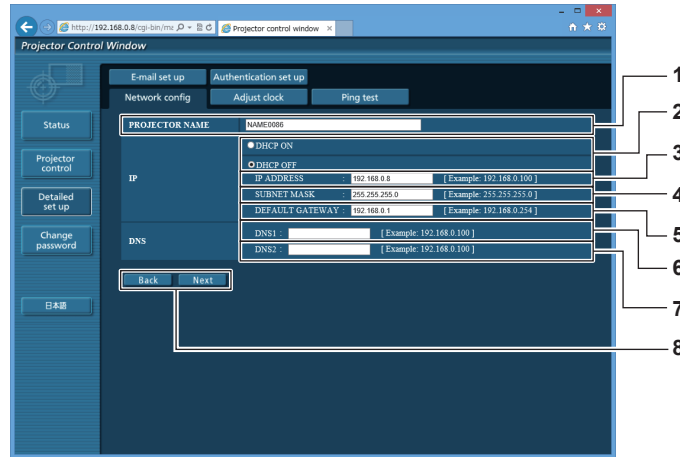 http://192.168.0.8/cgi-bin/ma
Projector control window
Projector Control Window
E-mail set up Authentication set up
Network config Adjust clock Ping test
Status
Projector control
Detailed set up
Change password
日本語
PROJECTOR NAME NAME0086
IP
DHCP ON
DHCP OFF
IP ADDRESS : 192.168.0.8 [ Example: 192.168.0.100 ]
SUBNET MASK : 255.255.255.0 [ Example: 255.255.255.0 ]
DEFAULT GATEWAY : 192.168.0.1 [ Example: 192.168.0.254 ]
DNS
DNS1 : [ Example: 192.168.0.100 ]
DNS2 : [ Example: 192.168.0.100 ]
Back Next
1
2
3
4
5
6
7
8